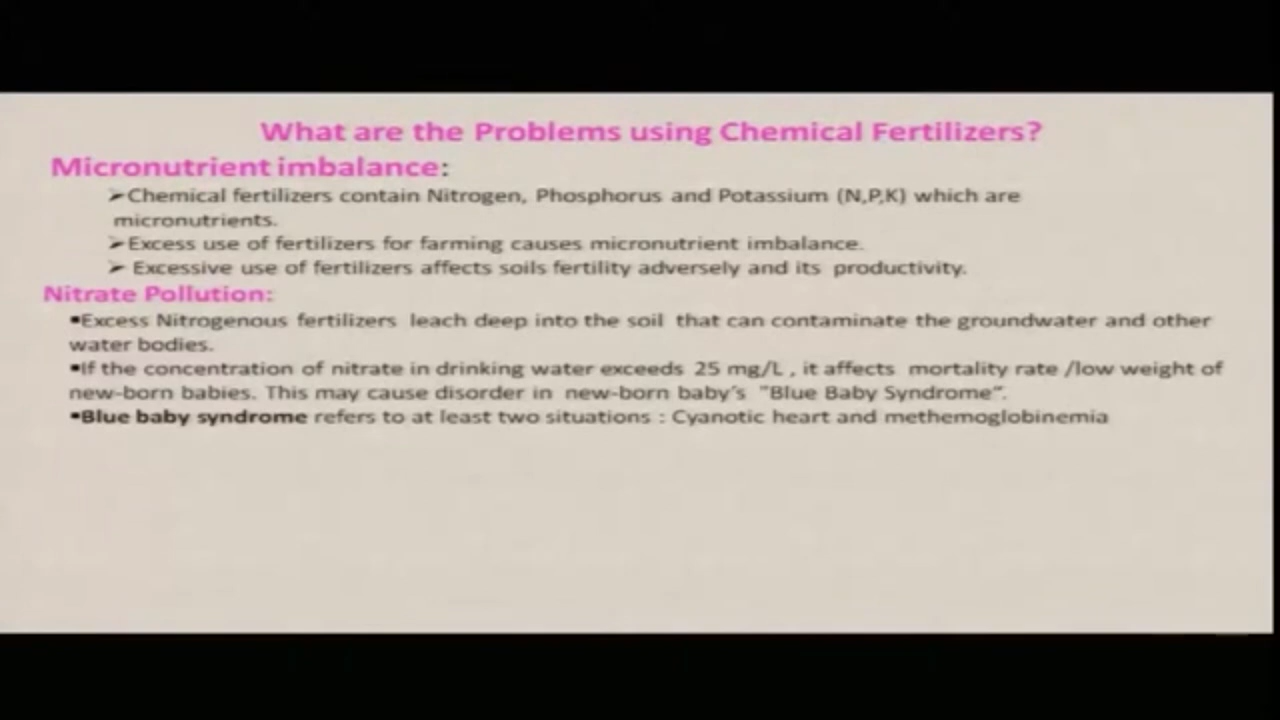 What are the Problems using Chemical Fertilizers?
Micronutrient imbalance:
➢Chemical fertilizers contain Nitrogen, Phosphorus and Potassium (N,P,K) which are
micronutrients.
➢Excess use of fertilizers for farming causes micronutrient imbalance.
➢ Excessive use of fertilizers affects soils fertility adversely and its productivity.
Nitrate Pollution:
▪Excess Nitrogenous fertilizers leach deep into the soil that can contaminate the groundwater and other
water bodies.
▪If the concentration of nitrate in drinking water exceeds 25 mg/L , it affects mortality rate /low weight of
new-born babies. This may cause disorder in new-born baby's "Blue Baby Syndrome".
▪Blue baby syndrome refers to at least two situations : Cyanotic heart and methemoglobinemia